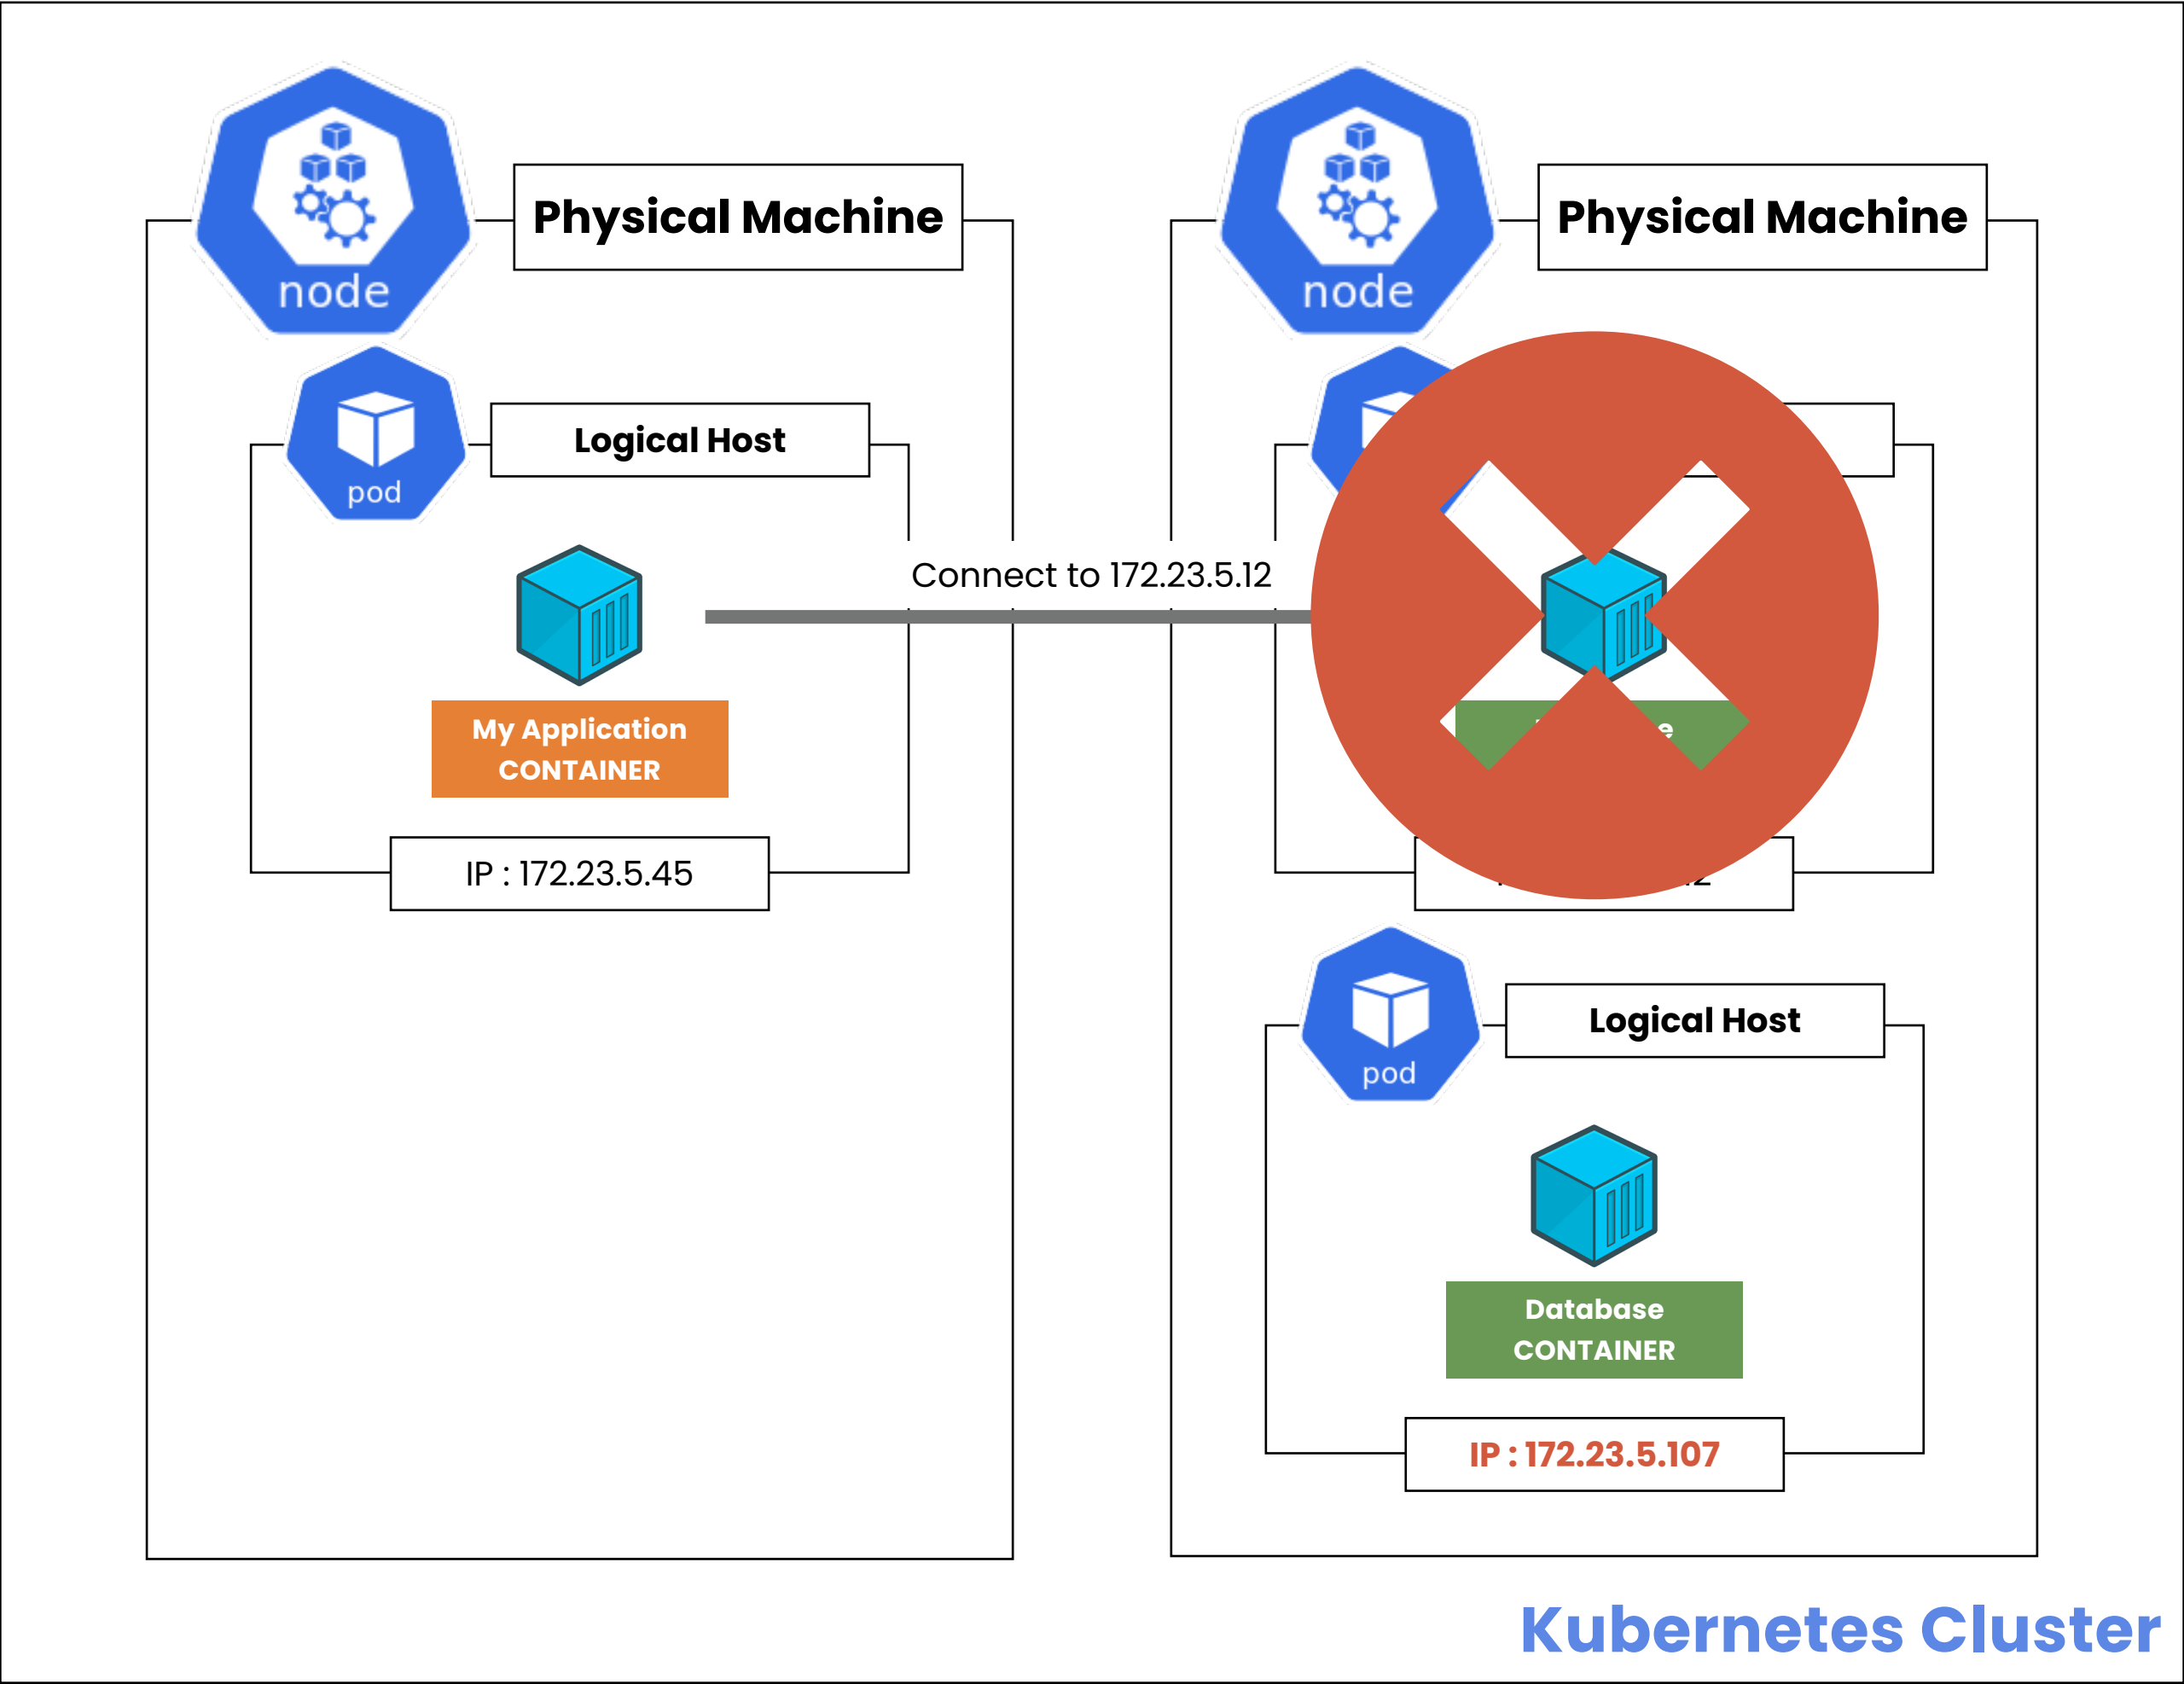 Physical Machine
node
Logical Host
pod
My Application
CONTAINER
IP : 172.23.5.45
Connect to 172.23.5.12
Physical Machine
node
Logical Host
pod
Database
CONTAINER
IP : 172.23.5.107
Kubernetes Cluster